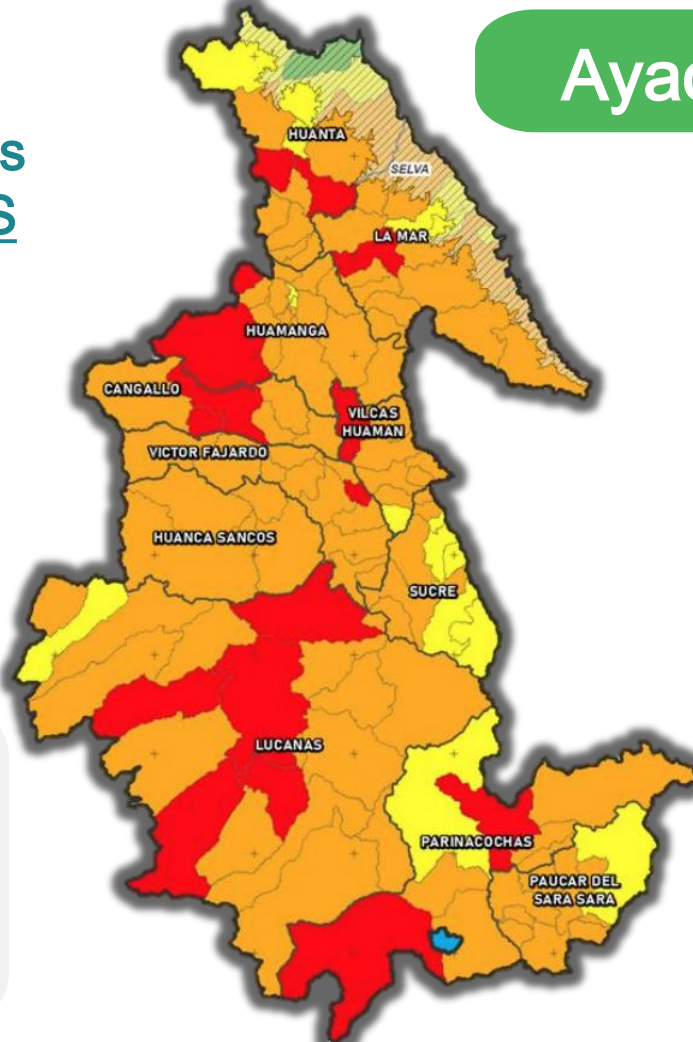 Ayac
s
S
HUANTA
SELVA
LA MAR
HUAMANGA
CANGALLO
VILCAS
HUAMAN
VICTOR FAJARDO
HUANCA SANCOS
SUCRE
LUCANAS
PARINACOCHAS
PAUCAR DEL
SARA SARA